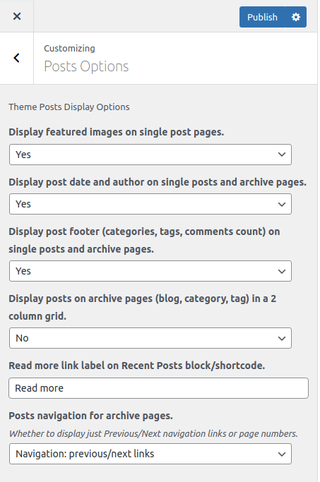 Publish
Customizing
Posts Options
Theme Posts Display Options
Display featured images on single post pages.
Yes
Display post date and author on single posts and archive pages.
Yes
Display post footer (categories, tags, comments count) on
single posts and archive pages.
Yes
Display posts on archive pages (blog, category, tag) in a 2
column grid.
No
Read more link label on Recent Posts block/shortcode.
Read more
Posts navigation for archive pages.
Whether to display just Previous/Next navigation links or page numbers.
Navigation: previous/next links